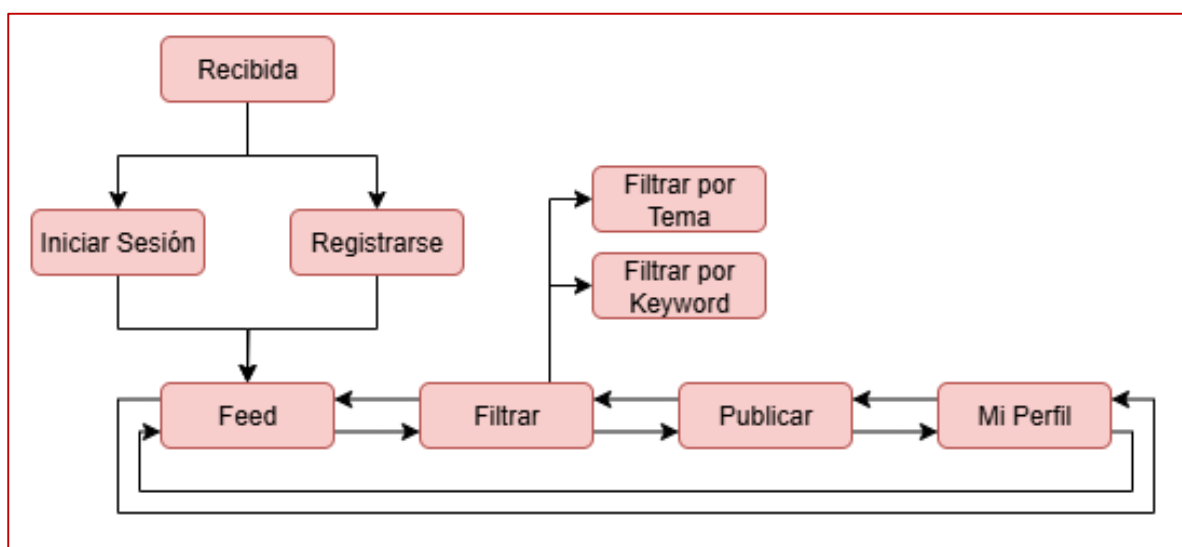 Recibida
Iniciar Sesión
Registrarse
Filtrar por
Tema
Filtrar por
Keyword
Feed
Filtrar
Publicar
Mi Perfil